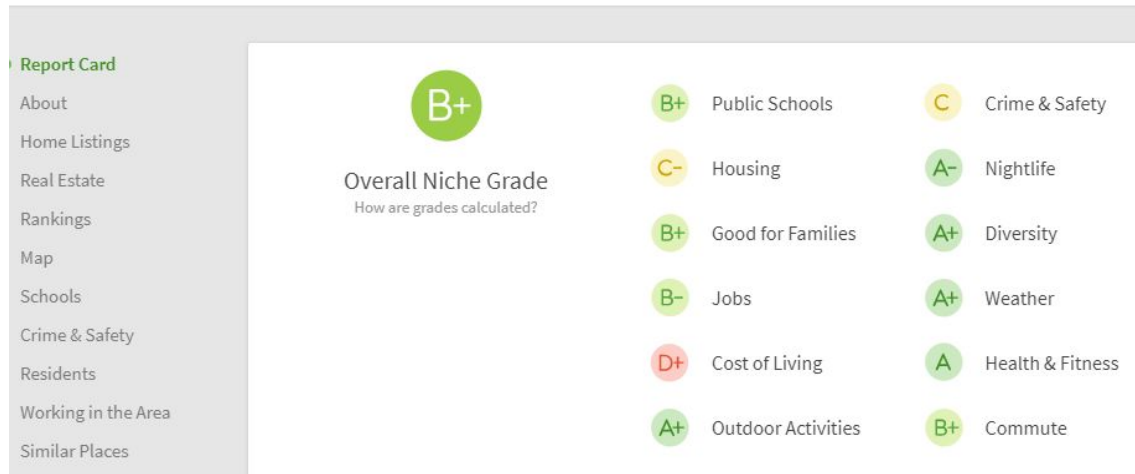 Report Card
About
Home Listings
Real Estate
Rankings
Map
Schools
Crime & Safety
Residents
Working in the Area
Similar Places
B+
Overall Niche Grade
How are grades calculated?
B+ Public Schools
C- Housing
B+ Good for Families
B- Jobs
D+ Cost of Living
A+ Outdoor Activities
C Crime & Safety
A- Nightlife
A+ Diversity
A+ Weather
A Health & Fitness
B+ Commute